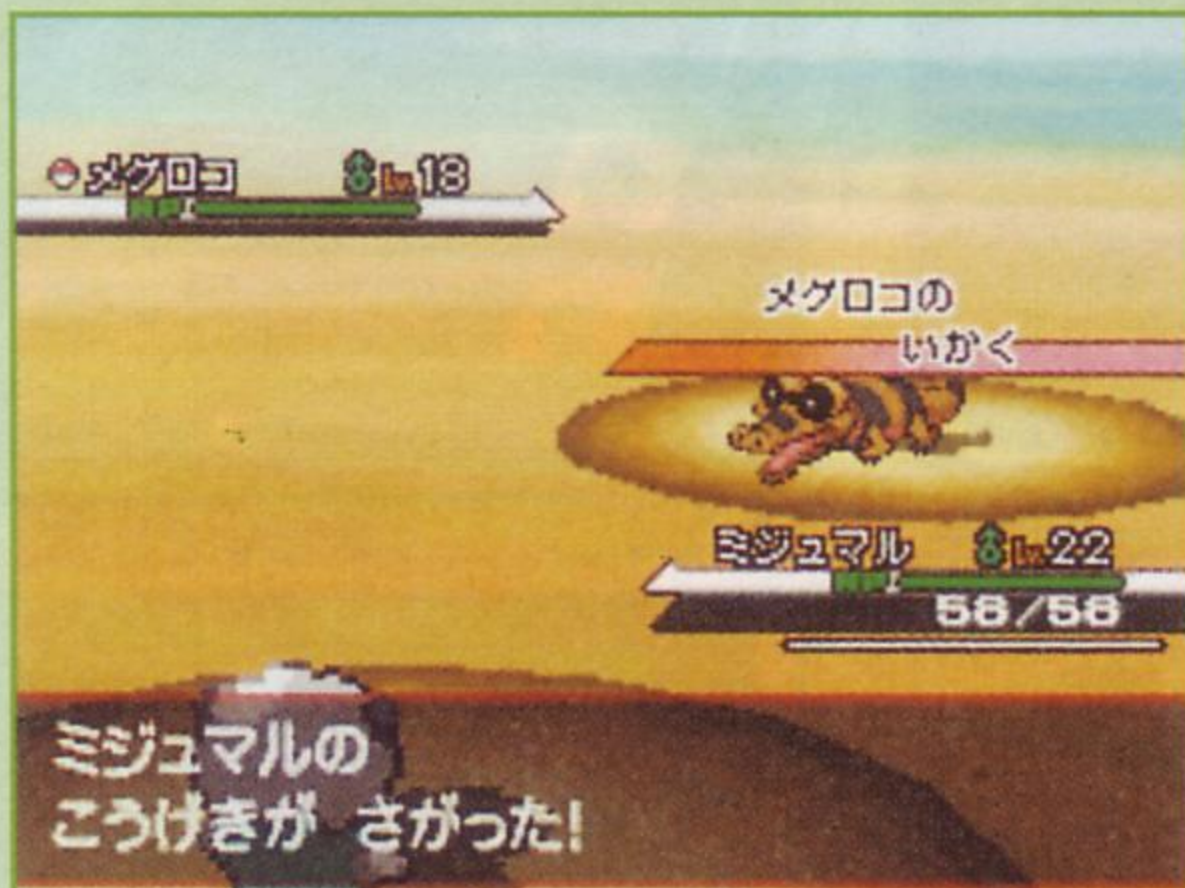 メグロコ ♂ Lv.18
メグロコの
いかく
ミジュマル ♂ Lv.22
58/58
ミジュマルの
こうげきが さがった!